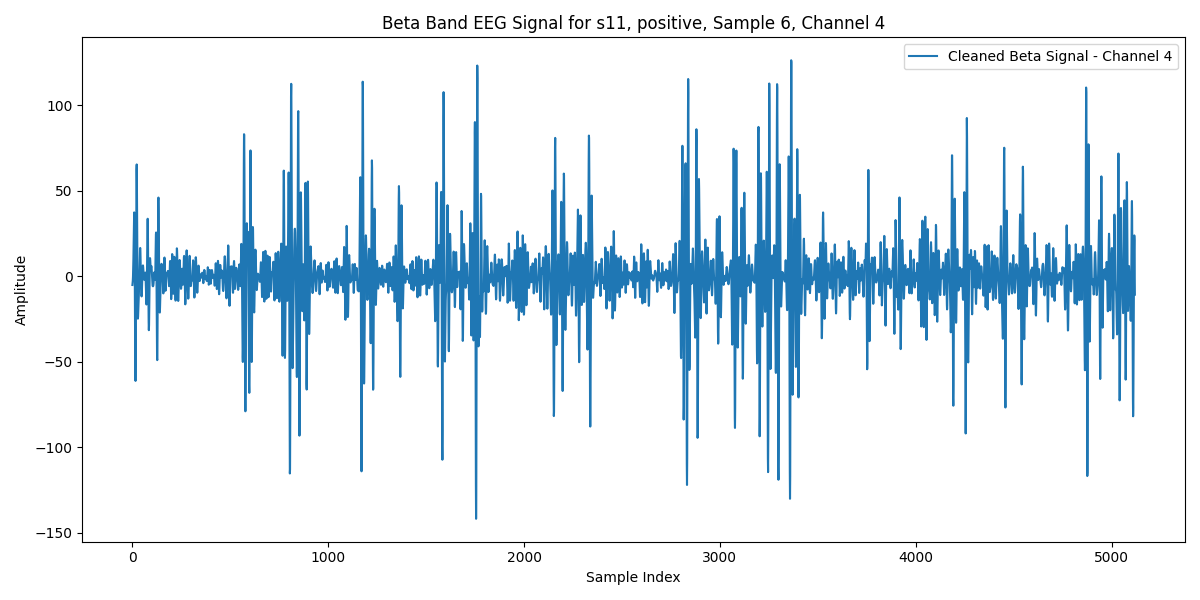 Beta Band EEG Signal for s11, positive, Sample 6, Channel 4
Cleaned Beta Signal - Channel 4
Amplitude
100
50
0
−50
−100
−150
0 1000 2000 3000 4000 5000
Sample Index